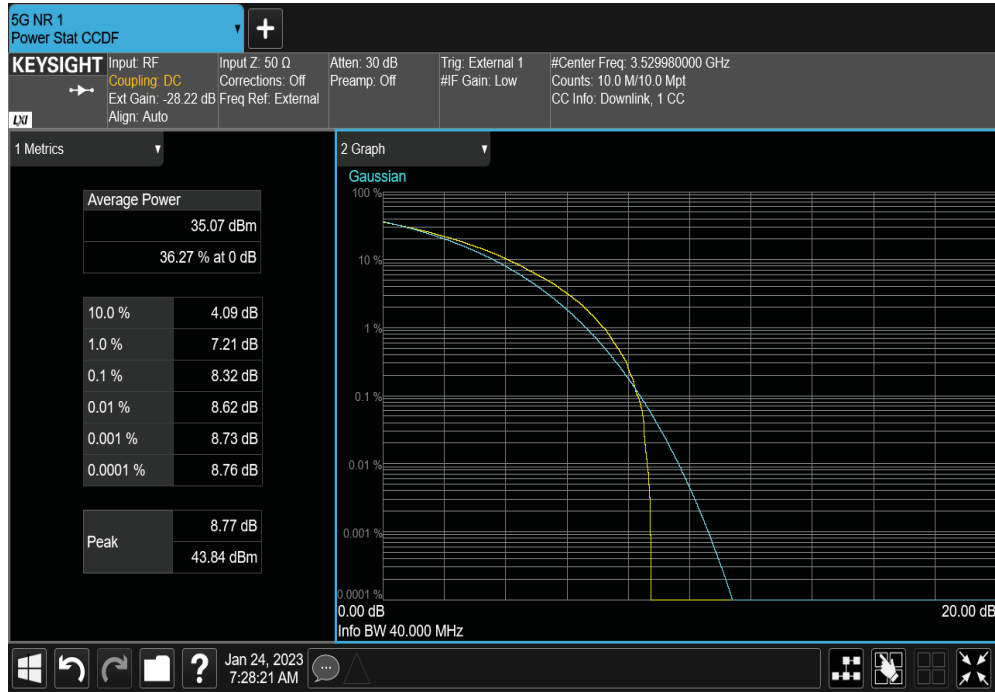 5G NR 1
Power Stat CCDF
KEYSIGHT
LXI
Input: RF
Coupling: DC
Ext Gain: -28.22 dB
Align: Auto
Input Z: 50 Ω
Corrections: Off
Freq Ref: External
Atten: 30 dB
Preamp: Off
Trig: External 1
#IF Gain: Low
#Center Freq: 3.529980000 GHz
Counts: 10.0 M/10.0 Mpt
CC Info: Downlink, 1 CC
1 Metrics
Average Power
35.07 dBm
36.27 % at 0 dB
10.0 % 4.09 dB
1.0 % 7.21 dB
0.1 % 8.32 dB
0.01 % 8.62 dB
0.001 % 8.73 dB
0.0001 % 8.76 dB
Peak
8.77 dB
43.84 dBm
2 Graph
Gaussian
100 %
10 %
1 %
0.1 %
0.01 %
0.001 %
0.0001 %
0.00 dB 20.00 dB
Info BW 40.000 MHz
?
Jan 24, 2023
7:28:21 AM